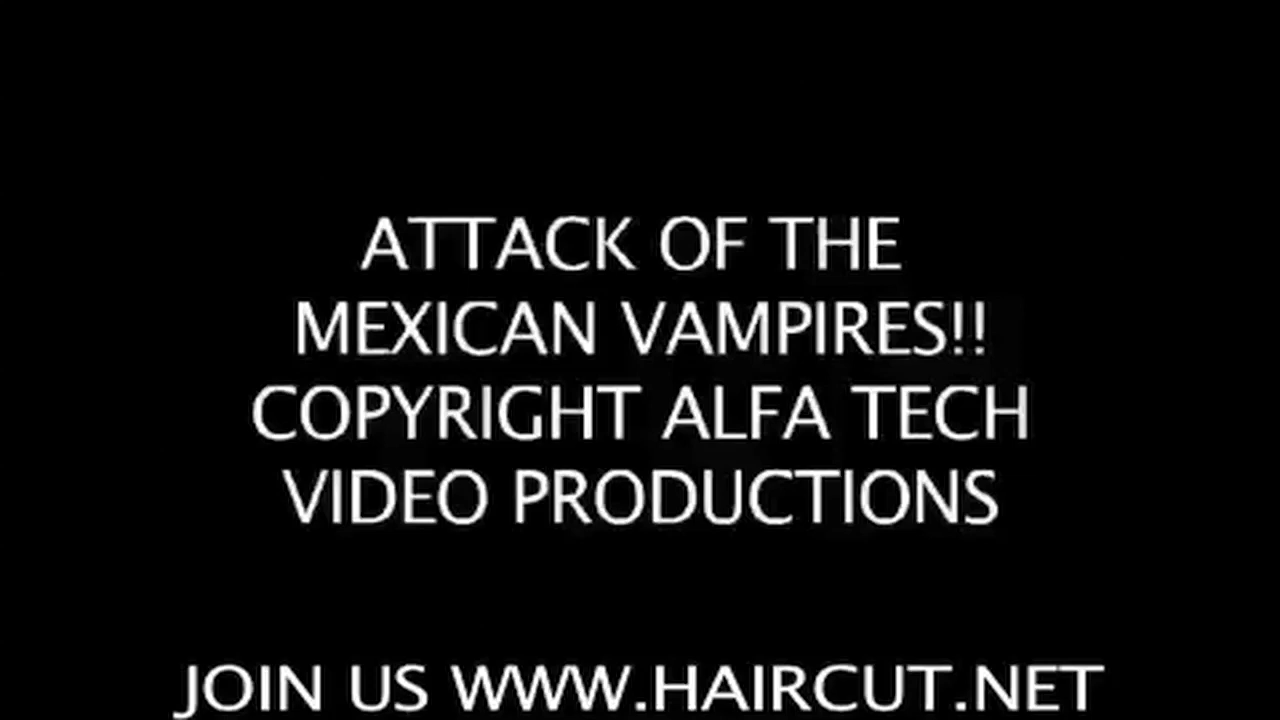 ATTACK OF THE
MEXICAN VAMPIRES!!
COPYRIGHT ALFA TECH
VIDEO PRODUCTIONS
JOIN US WWW.HAIRCUT.NET